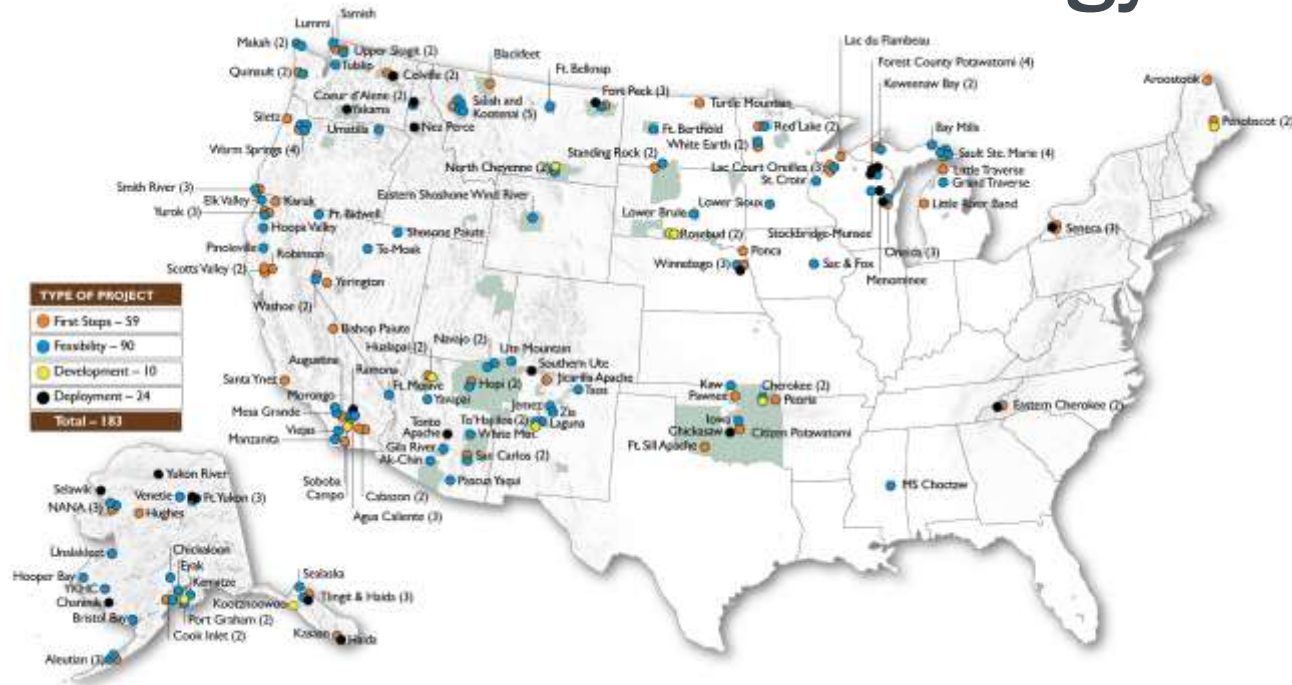 gy
Samish
Lummi
Makah (2)
Upper Skagit (2)
Tulalip
Quinault (2)
Colville (2)
Coeur d'Alene (2)
Yakama
Siletz
Umatilla
Nez Perce
Warm Springs (4)
Blackfeet
Ft. Belknap
Salish and
Kootenai (5)
Fort Peck (3)
Turtle Mountain
Ft. Berthold
Red Lake (2)
White Earth (2)
Standing Rock (2)
North Cheyenne (2)
Eastern Shoshone Wind River
Lac du Flambeau
Forest County Potawatomi (4)
Keweenaw Bay (2)
Bay Mills
Sault Ste. Marie (4)
Lac Court Oreilles (3)
St. Croix
Little Traverse
Grand Traverse
Little River Band
Aroostook
Penobscot (2)
Smith River (3)
Elk Valley
Karuk
Yurok (3)
Ft. Bidwell
Hoopa Valley
Shosone Paiute
Pinoleville
Robinson
To-Moak
Scotts Valley (2)
Yerington
Washoe (2)
Lower Brule
Lower Sioux
Rosebud (2)
Stockbridge-Munsee
Ponca
Winnebago (3)
Sac & Fox
Oneida (3)
Menominee
Seneca (3)
TYPE OF PROJECT
First Steps – 59
Feasibility – 90
Development – 10
Deployment – 24
Total – 183
Bishop Paiute
Hualapai (2)
Navajo (2)
Ute Mountain
Augustine
Ramona
Southern Ute
Santa Ynez
Ft. Mojave
Hopi (2)
Jicarilla Apache
Taos
Morongo
Yavapai
Jemez
Zia
Mesa Grande
Tonto
Apache
To'Hajiilee (2)
Laguna
Viejas
White Mtn.
Manzanita
Gila River
Ak-Chin
San Carlos (2)
Pascua Yaqui
Soboba
Campo
Cabazon (2)
Agua Caliente (3)
Kaw
Cherokee (2)
Pawnee
Peoria
Iowa
Chickasaw
Citizen Potawatomi
Ft. Sill Apache
Eastern Cherokee (2)
MS Choctaw
Yukon River
Selawik
Venetie
Ft. Yukon (3)
NANA (3)
Hughes
Unalakleet
Chickaloon
Eyak
Kenaitze
Hooper Bay
YKHC
Chaninik
Bristol Bay
Port Graham (2)
Cook Inlet (2)
Aleutian (3)
Sealaska
Tlingit & Haida (3)
Kootznoowoo
Kasaan
Haida